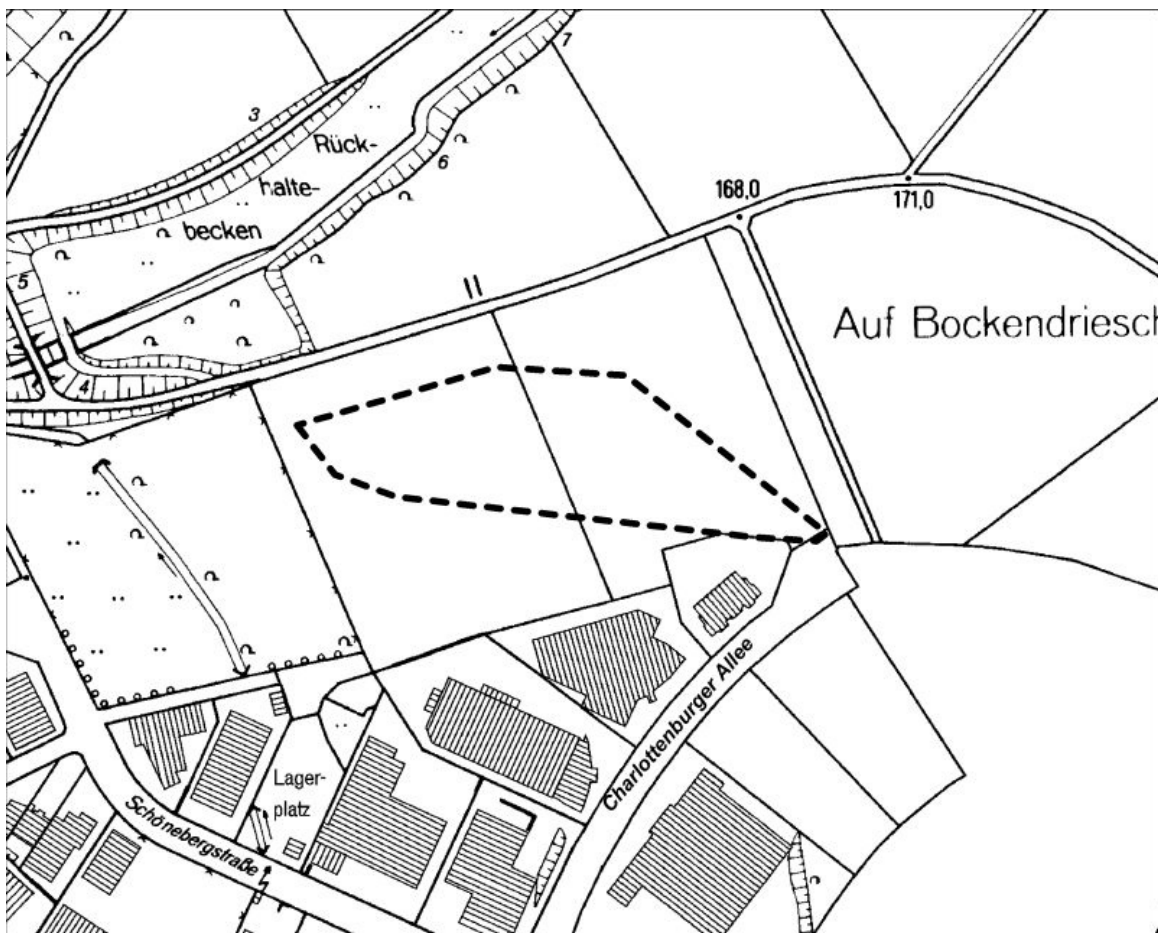 7
3
Rück-
6
halte-
168,0
171,0
becken
5
Auf Bockendriesch
4
Charlottenburger Allee
Lager-
platz
Schönebergstraße